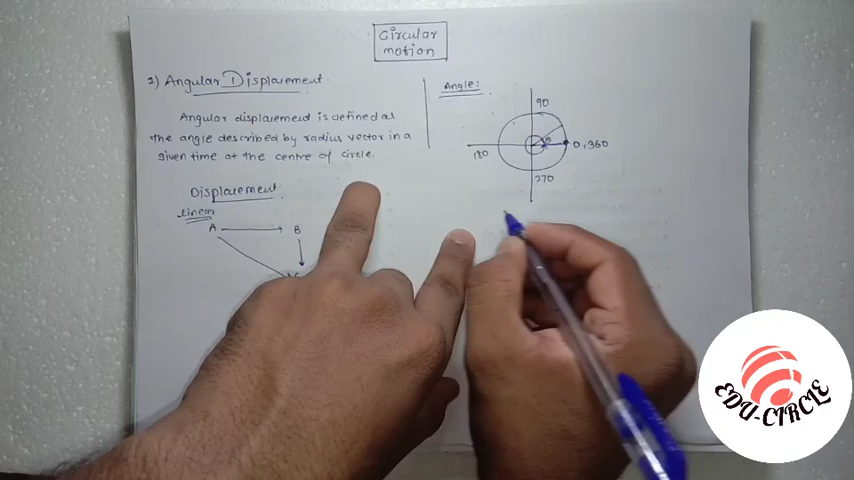 Circular
motion
1) Angular Displacement
Angular displacement is defined as
the angle described by radius vector in a
given time at the centre of circle.
Displacement
linear
A
B
C
Angle:
90
0,360
180
270
EDU-CIRCLE